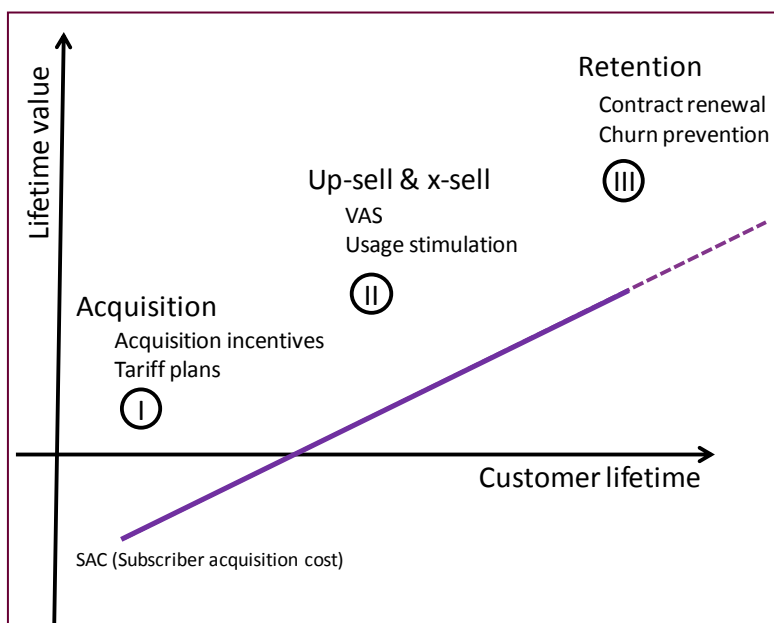 Lifetime value
Retention
Contract renewal
Churn prevention
III
Up-sell & x-sell
VAS
Usage stimulation
II
Acquisition
Acquisition incentives
Tariff plans
I
Customer lifetime
SAC (Subscriber acquisition cost)